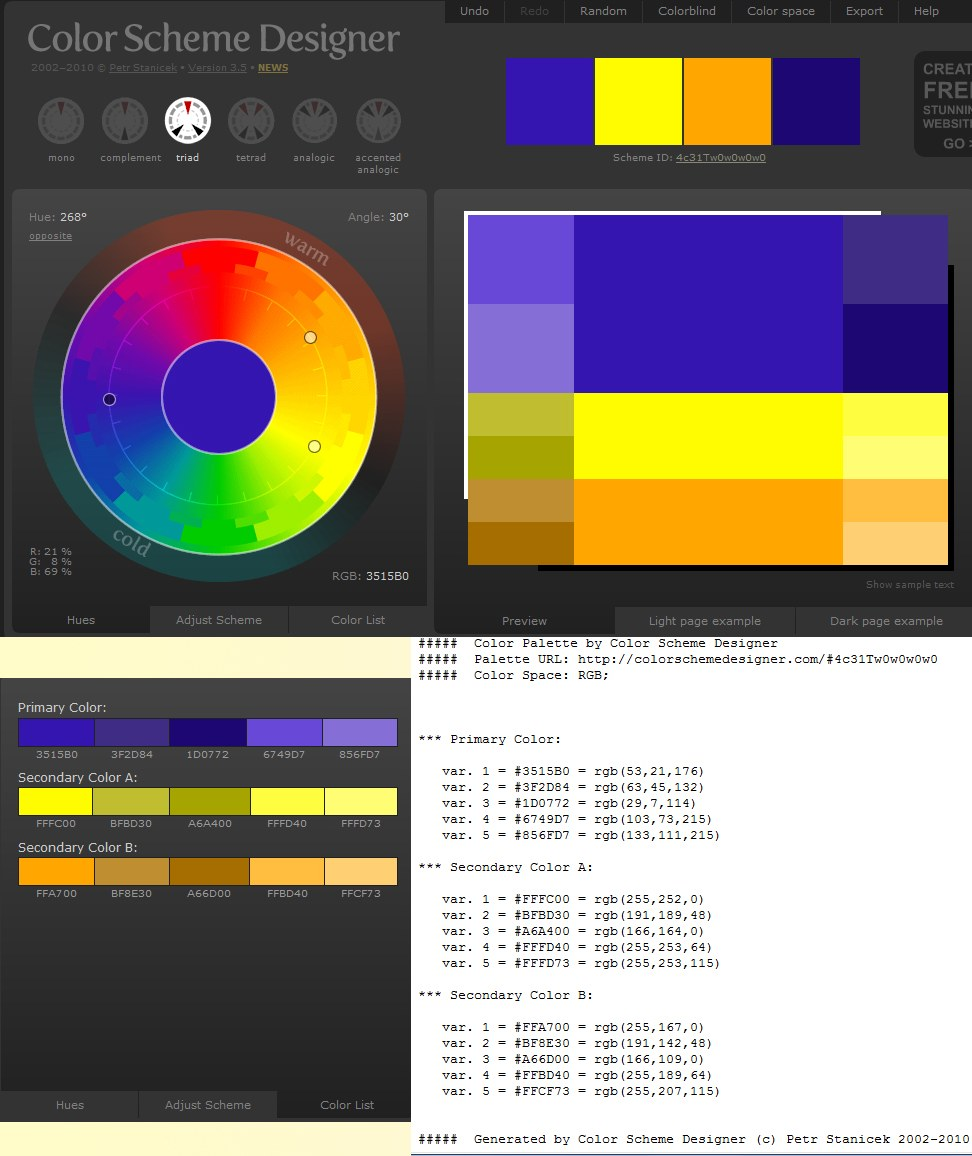 Undo Redo Random Colorblind Color space Export Help
Color Scheme Designer
2002–2010 © Petr Stanicek • Version 3.5 • NEWS
mono complement triad tetrad analogic accented
analogic
Scheme ID: 4c31Tw0w0w0w0
CREAT
FREE
STUNNIN
WEBSITE
GO >
Hue: 268° Angle: 30°
opposite
warm
cold
R: 21 %
G: 8 %
B: 69 %
RGB: 3515B0
Hues Adjust Scheme Color List
Show sample text
Preview Light page example Dark page example
Primary Color:
3515B0 3F2D84 1D0772 6749D7 856FD7
Secondary Color A:
FFFC00 BFBD30 A6A400 FFFD40 FFFD73
Secondary Color B:
FFA700 BF8E30 A66D00 FFBD40 FFCF73
Hues Adjust Scheme Color List
##### Color Palette by Color Scheme Designer
##### Palette URL: http://colorschemedesigner.com/#4c31Tw0w0w0w0
##### Color Space: RGB;
*** Primary Color:
var. 1 = #3515B0 = rgb(53,21,176)
var. 2 = #3F2D84 = rgb(63,45,132)
var. 3 = #1D0772 = rgb(29,7,114)
var. 4 = #6749D7 = rgb(103,73,215)
var. 5 = #856FD7 = rgb(133,111,215)
*** Secondary Color A:
var. 1 = #FFFC00 = rgb(255,252,0)
var. 2 = #BFBD30 = rgb(191,189,48)
var. 3 = #A6A400 = rgb(166,164,0)
var. 4 = #FFFD40 = rgb(255,253,64)
var. 5 = #FFFD73 = rgb(255,253,115)
*** Secondary Color B:
var. 1 = #FFA700 = rgb(255,167,0)
var. 2 = #BF8E30 = rgb(191,142,48)
var. 3 = #A66D00 = rgb(166,109,0)
var. 4 = #FFBD40 = rgb(255,189,64)
var. 5 = #FFCF73 = rgb(255,207,115)
##### Generated by Color Scheme Designer (c) Petr Stanicek 2002-2010